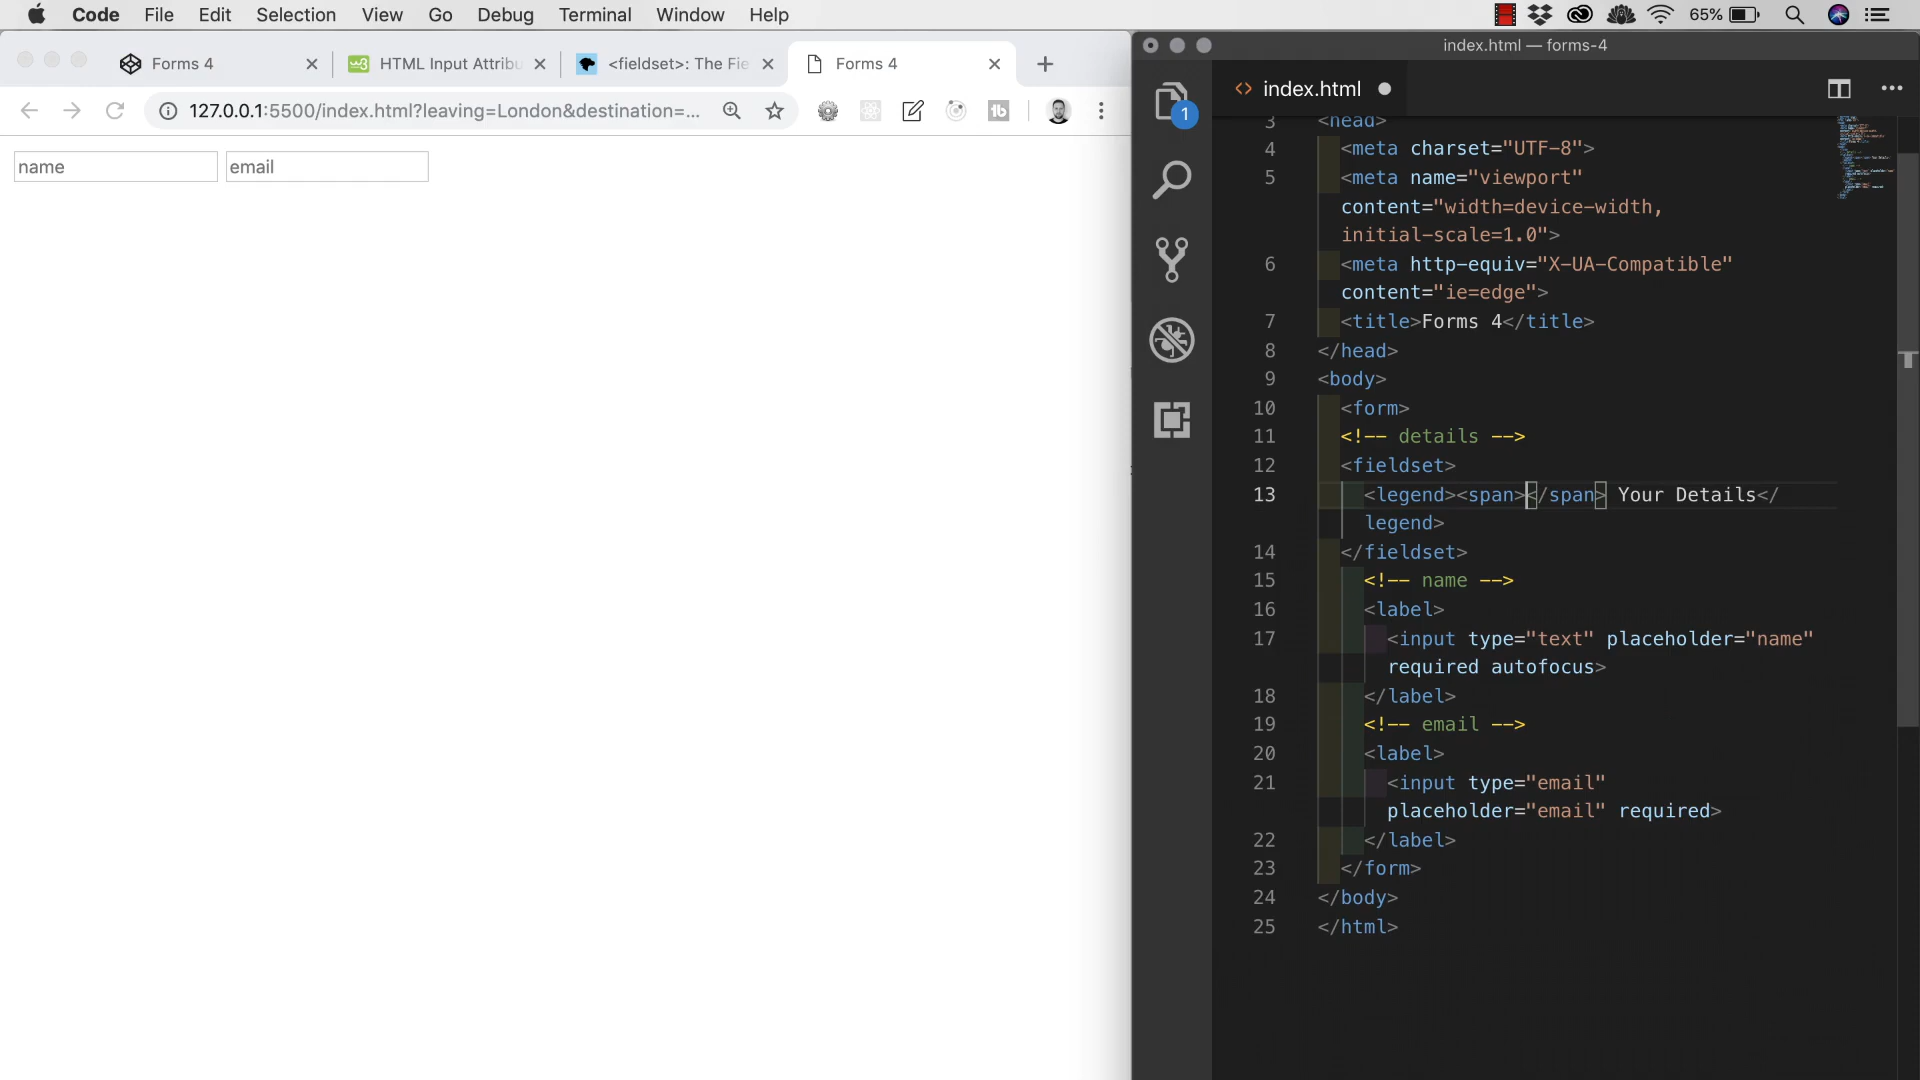 Code File Edit Selection View Go Debug Terminal Window Help 65%
Forms 4 HTML Input Attribu <fieldset>: The Fie Forms 4
127.0.0.1:5500/index.html?leaving=London&destination=...
name email
index.html — forms-4
1
index.html
3 <head>
4 <meta charset="UTF-8">
5 <meta name="viewport"
content="width=device-width,
initial-scale=1.0">
6 <meta http-equiv="X-UA-Compatible"
content="ie=edge">
7 <title>Forms 4</title>
8 </head>
9 <body>
10 <form>
11 <!-- details -->
12 <fieldset>
13 <legend><span></span> Your Details</
legend>
14 </fieldset>
15 <!-- name -->
16 <label>
17 <input type="text" placeholder="name"
required autofocus>
18 </label>
19 <!-- email -->
20 <label>
21 <input type="email"
placeholder="email" required>
22 </label>
23 </form>
24 </body>
25 </html>